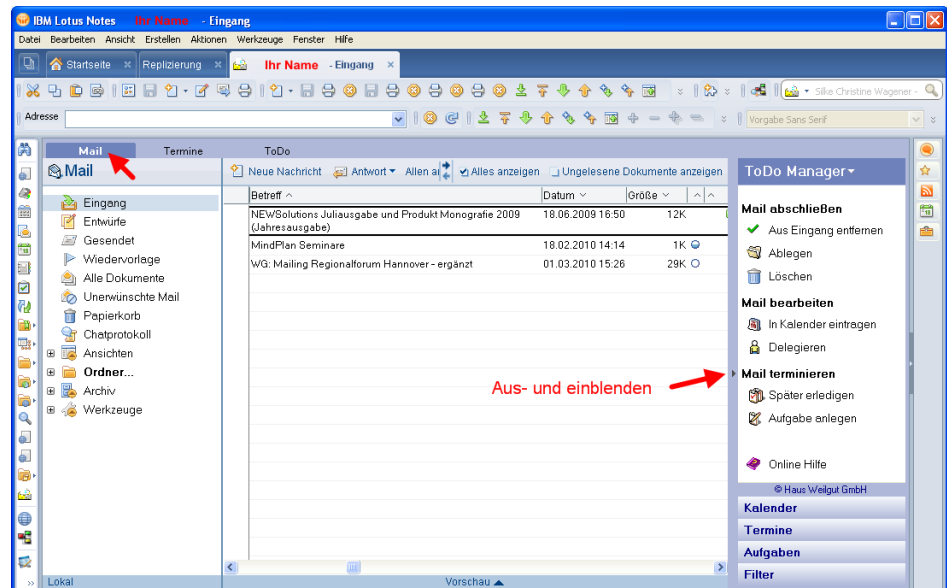 IBM Lotus Notes Ihr Name - Eingang
Datei Bearbeiten Ansicht Erstellen Aktionen Werkzeuge Fenster Hilfe
Startseite Replizierung Ihr Name - Eingang
Silke Christine Wagener
Adresse Vorgabe Sans Serif
Mail Termine ToDo
Mail
Neue Nachricht Antwort Allen a Alles anzeigen Ungelesene Dokumente anzeigen
Betreff Datum Größe
NEWSolutions Juliausgabe und Produkt Monografie 2009 18.06.2009 16:50 12K
(Jahresausgabe)
MindPlan Seminare 18.02.2010 14:14 1K
WG: Mailing Regionalforum Hannover - ergänzt 01.03.2010 15:26 29K
Eingang
Entwürfe
Gesendet
Wiedervorlage
Alle Dokumente
Unerwünschte Mail
Papierkorb
Chatprotokoll
Ansichten
Ordner...
Archiv
Werkzeuge
Aus- und einblenden
ToDo Manager
Mail abschließen
Aus Eingang entfernen
Ablegen
Löschen
Mail bearbeiten
In Kalender eintragen
Delegieren
Mail terminieren
Später erledigen
Aufgabe anlegen
Online Hilfe
© Haus Weilgut GmbH
Kalender
Termine
Aufgaben
Filter
Lokal Vorschau